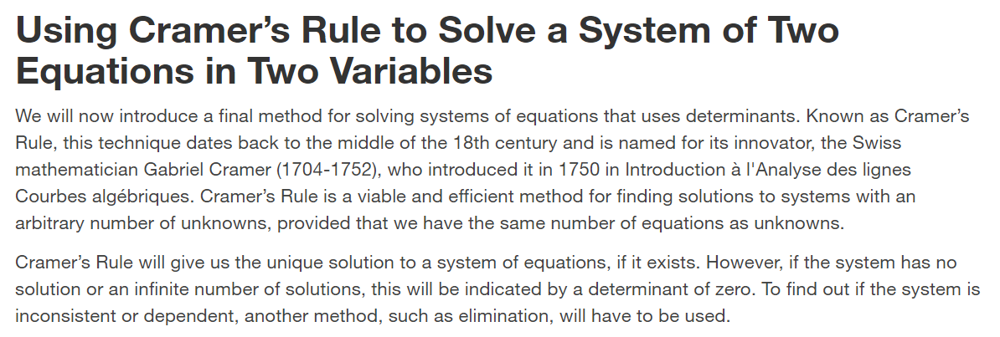 Using Cramer’s Rule to Solve a System of Two
Equations in Two Variables
We will now introduce a final method for solving systems of equations that uses determinants. Known as Cramer’s
Rule, this technique dates back to the middle of the 18th century and is named for its innovator, the Swiss
mathematician Gabriel Cramer (1704-1752), who introduced it in 1750 in Introduction à l'Analyse des lignes
Courbes algébriques. Cramer’s Rule is a viable and efficient method for finding solutions to systems with an
arbitrary number of unknowns, provided that we have the same number of equations as unknowns.
Cramer’s Rule will give us the unique solution to a system of equations, if it exists. However, if the system has no
solution or an infinite number of solutions, this will be indicated by a determinant of zero. To find out if the system is
inconsistent or dependent, another method, such as elimination, will have to be used.